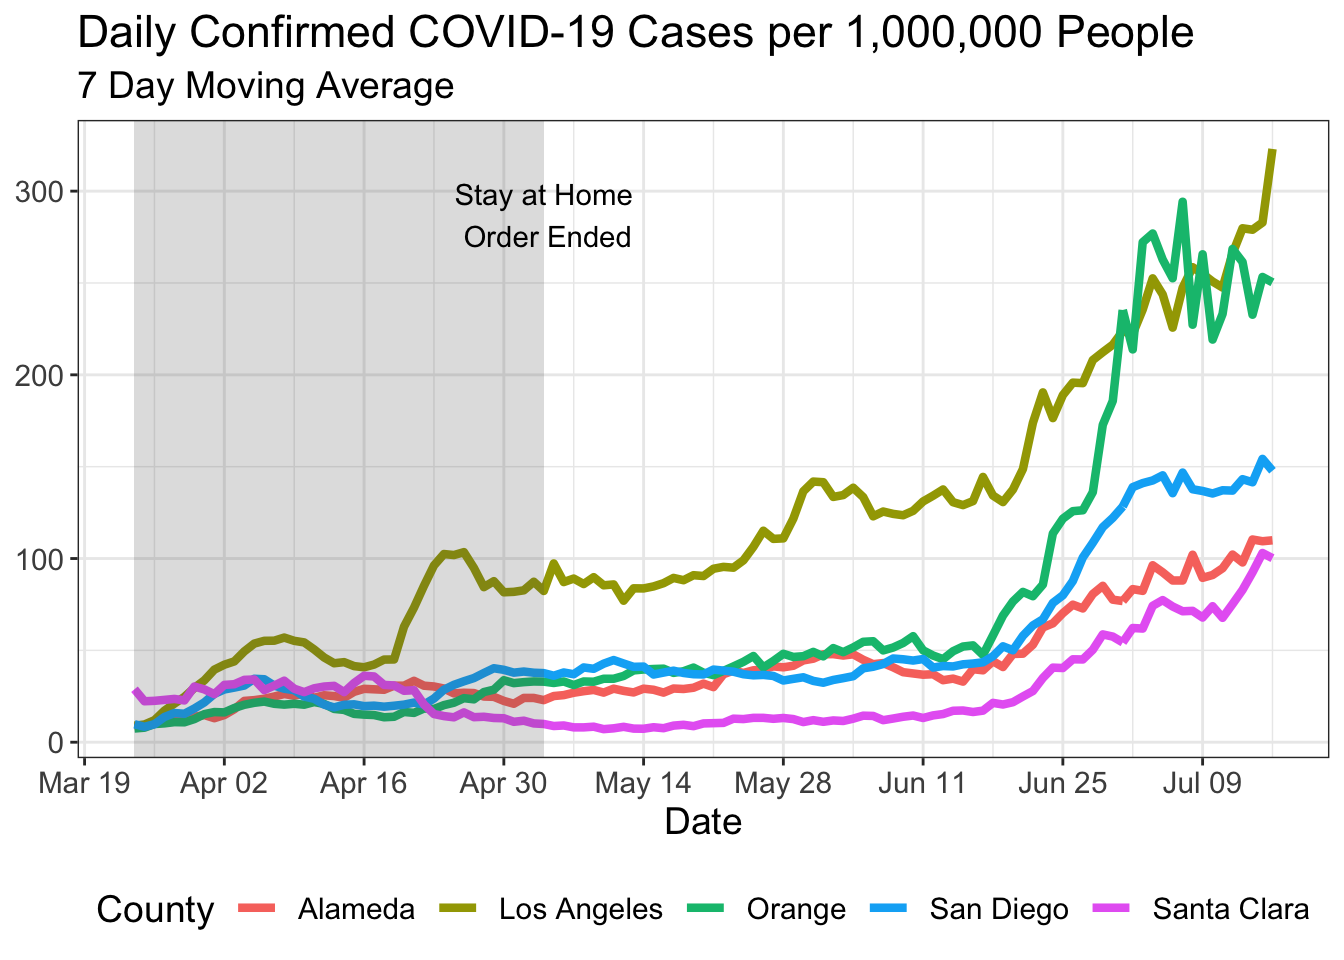 Daily Confirmed COVID-19 Cases per 1,000,000 People
7 Day Moving Average
300
200
100
0
Stay at Home
Order Ended
Mar 19 Apr 02 Apr 16 Apr 30 May 14 May 28 Jun 11 Jun 25 Jul 09
Date
County Alameda Los Angeles Orange San Diego Santa Clara